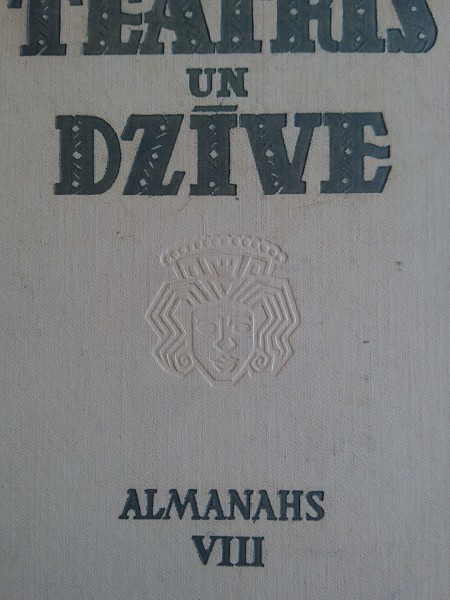 TEĀTRIS
UN
DZĪVE
ALMANAHS
VIII